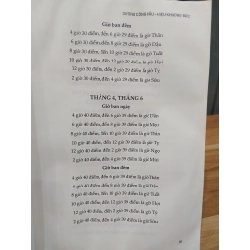 Giờ ban đêm
4 giờ 30 điểm, đến 6 giờ 29 điểm là giờ Thân
6 giờ 30 điểm, đến 8 giờ 29 điểm là giờ Dậu
8 giờ 30 điểm, đến 10 giờ 29 điểm là giờ Tuất
10 giờ 30 điểm, đến 12 giờ 29 điểm là giờ Hợi
12 giờ 30 điểm, đến 2 giờ 29 điểm là giờ Tý
2 giờ 30 điểm, đến 4 giờ 29 điểm là giờ Sửu
THÁNG 4, THÁNG 6
Giờ ban ngày
4 giờ 40 điểm, đến 6 giờ 39 điểm là giờ
6 giờ 40 điểm, đến 8 giờ 39 điểm là giờ
8 giờ 40 điểm, đến 10 giờ 39 điểm là giờ
10 giờ 40 điểm, đến 12 giờ 39 điểm là giờ
12 giờ 40 điểm, đến 2 giờ 39 điểm là giờ Ngọ
2 giờ 40 điểm, đến 4 giờ 39 điểm là giờ Mùi
Giờ ban đêm
4 giờ 40 điểm, đến 6 giờ 39 điểm là giờ Thân
6 giờ 40 điểm, đến 8 giờ 39 điểm là giờ Dậu
8 giờ 40 điểm, đến 10 giờ 39 điểm là giờ Tuất
10 giờ 40 điểm, đến 12 giờ 39 điểm là giờ Hợi
12 giờ 40 điểm, đến 2 giờ 39 điểm là giờ Tý
2 giờ 40 điểm, đến 4 giờ 39 điểm là giờ Sửu